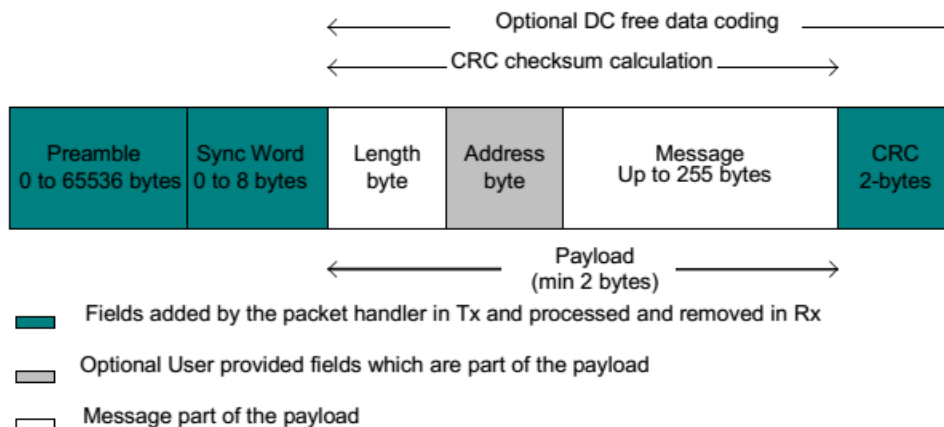 Optional DC free data coding
CRC checksum calculation
Preamble
0 to 65536 bytes
Sync Word
0 to 8 bytes
Length
byte
Address
byte
Message
Up to 255 bytes
CRC
2-bytes
Payload
(min 2 bytes)
Fields added by the packet handler in Tx and processed and removed in Rx
Optional User provided fields which are part of the payload
Message part of the payload